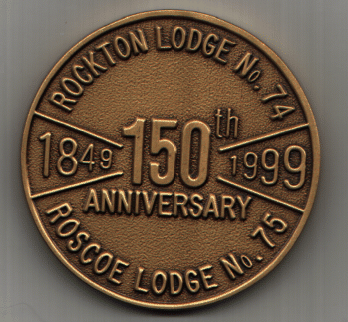 ROCKTON LODGE No. 74
1849 150th 1999
ANNIVERSARY
ROSCOE LODGE No. 75